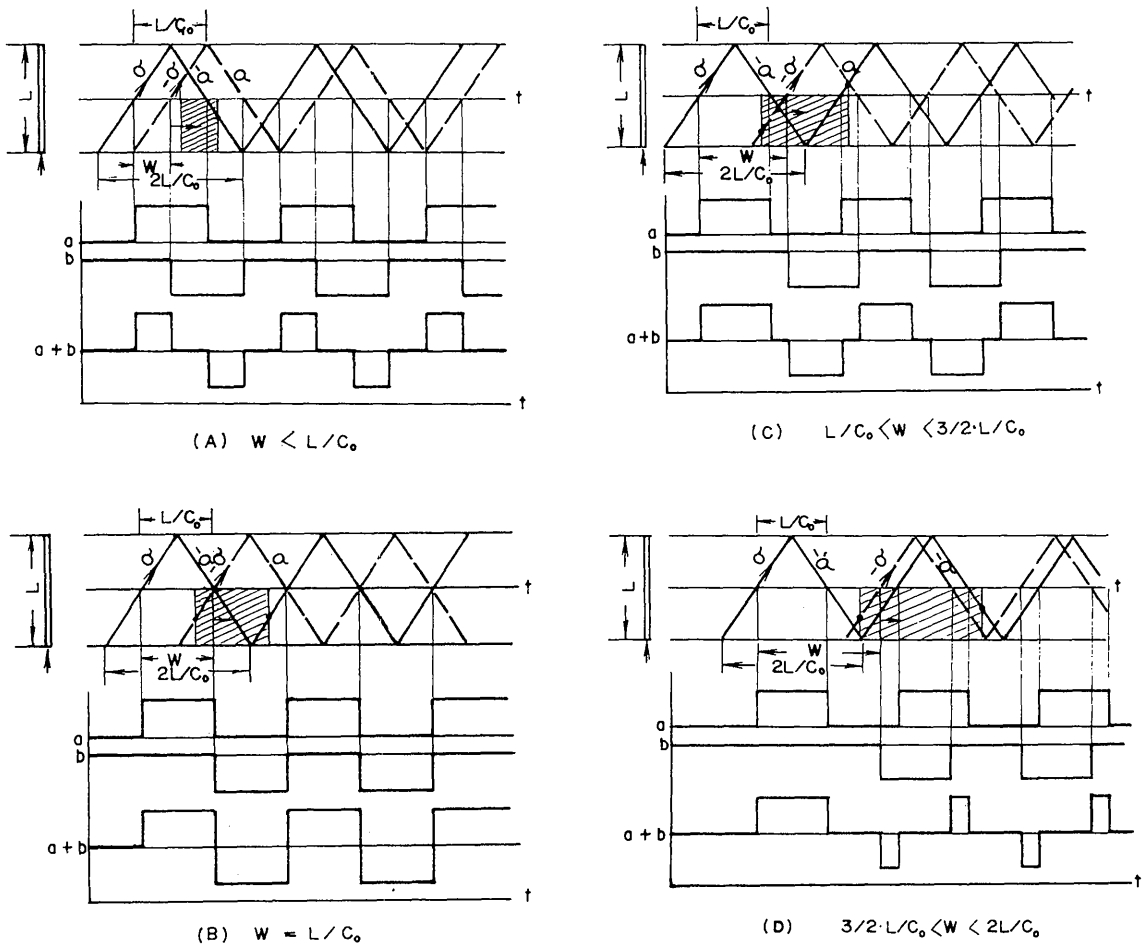 L/C₀
L
σ
-σ
-σ
σ
t
W
2L/C₀
a
b
a + b
t
(A) W < L/C₀
L/C₀
L
σ
-σ
-σ
σ
t
W
2L/C₀
a
b
a + b
t
(C) L/C₀ < W < 3/2·L/C₀
L/C₀
L
σ
-σ
σ
t
W
2L/C₀
a
b
a + b
t
(B) W = L/C₀
L/C₀
L
σ
-σ
-σ
t
W
2L/C₀
a
b
a + b
t
(D) 3/2·L/C₀ < W < 2L/C₀